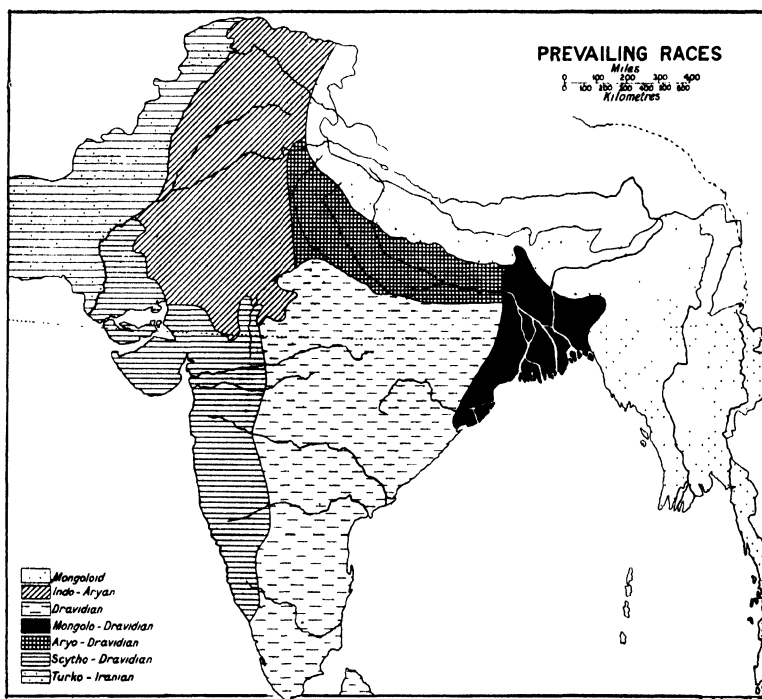 PREVAILING RACES
Miles
0 100 200 300 400
0 100 200 300 400 500 600
Kilometres
Mongoloid
Indo-Aryan
Dravidian
Mongolo-Dravidian
Aryo-Dravidian
Scytho-Dravidian
Turko-Iranian